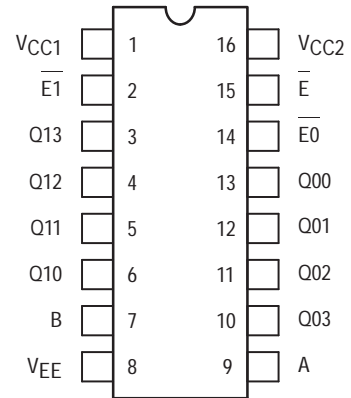 VCC1 1 16 VCC2
E1 2 15 E
Q13 3 14 E0
Q12 4 13 Q00
Q11 5 12 Q01
Q10 6 11 Q02
B 7 10 Q03
VEE 8 9 A